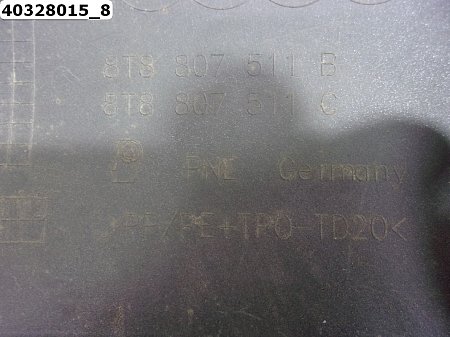 40328015_8
8T8 807 511 B
8T8 807 511 C
PNE Germany
PP/PE+TPO-TD20<